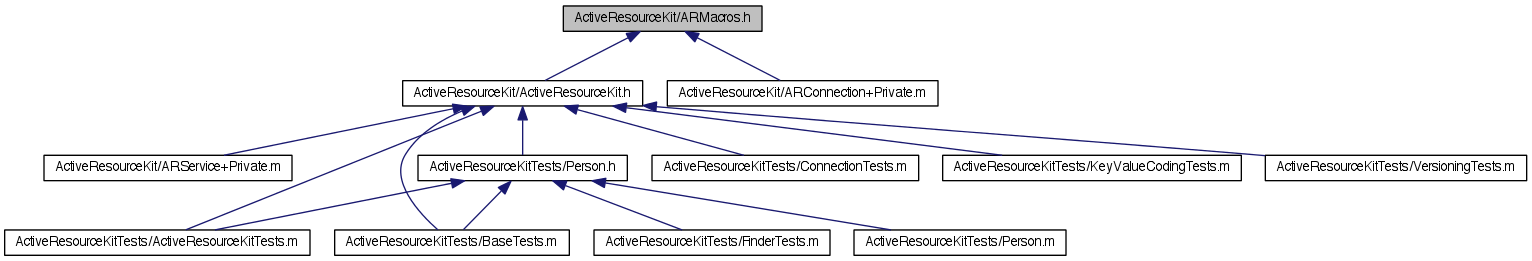 ActiveResourceKit/ARMacros.h
ActiveResourceKit/ActiveResourceKit.h
ActiveResourceKit/ARConnection+Private.m
ActiveResourceKit/ARService+Private.m
ActiveResourceKitTests/Person.h
ActiveResourceKitTests/ConnectionTests.m
ActiveResourceKitTests/KeyValueCodingTests.m
ActiveResourceKitTests/VersioningTests.m
ActiveResourceKitTests/ActiveResourceKitTests.m
ActiveResourceKitTests/BaseTests.m
ActiveResourceKitTests/FinderTests.m
ActiveResourceKitTests/Person.m